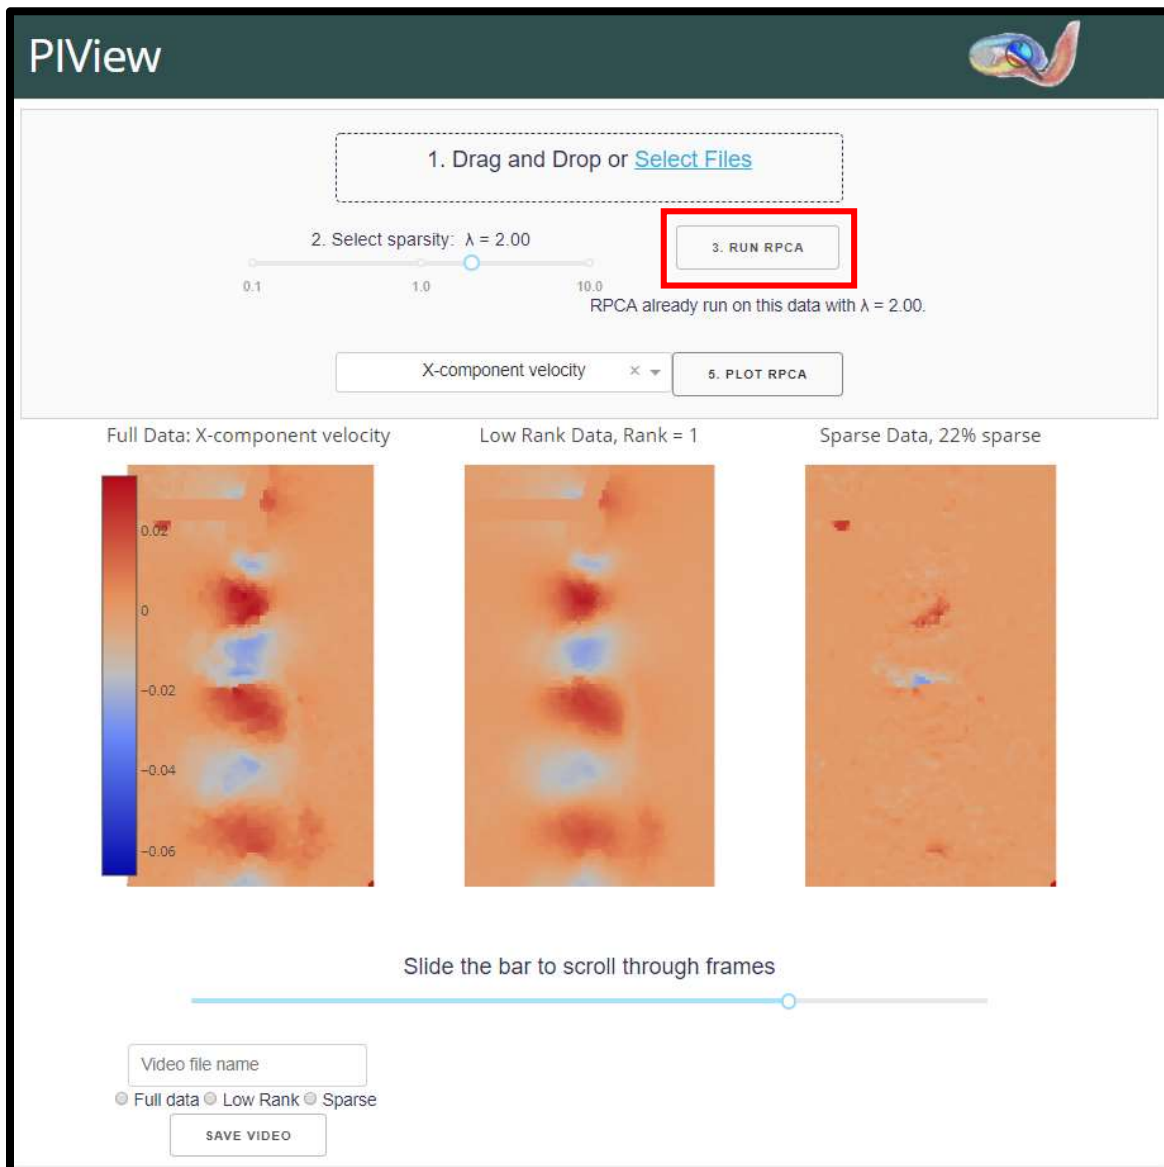 PIView
1. Drag and Drop or Select Files
2. Select sparsity: λ = 2.00
3. RUN RPCA
0.1
1.0
10.0
RPCA already run on this data with λ = 2.00.
X-component velocity × 
5. PLOT RPCA
Full Data: X-component velocity
Low Rank Data, Rank = 1
Sparse Data, 22% sparse
0.02
0
−0.02
−0.04
−0.06
Slide the bar to scroll through frames
Video file name
Full data Low Rank Sparse
SAVE VIDEO